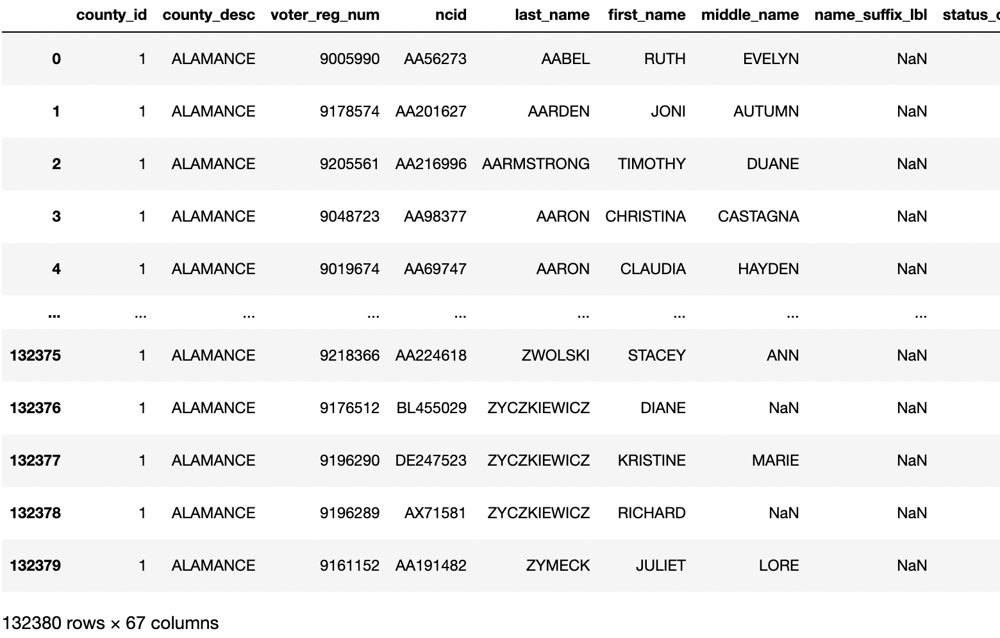 county_id county_desc voter_reg_num ncid last_name first_name middle_name name_suffix_lbl
0 1 ALAMANCE 9005990 AA56273 AABEL RUTH EVELYN NaN
1 1 ALAMANCE 9178574 AA201627 AARDEN JONI AUTUMN NaN
2 1 ALAMANCE 9205561 AA216996 AARMSTRONG TIMOTHY DUANE NaN
3 1 ALAMANCE 9048723 AA98377 AARON CHRISTINA CASTAGNA NaN
4 1 ALAMANCE 9019674 AA69747 AARON CLAUDIA HAYDEN NaN
... ... ... ... ... ... ... ... ...
132375 1 ALAMANCE 9218366 AA224618 ZWOLSKI STACEY ANN NaN
132376 1 ALAMANCE 9176512 BL455029 ZYCZKIEWICZ DIANE NaN NaN
132377 1 ALAMANCE 9196290 DE247523 ZYCZKIEWICZ KRISTINE MARIE NaN
132378 1 ALAMANCE 9196289 AX71581 ZYCZKIEWICZ RICHARD NaN NaN
132379 1 ALAMANCE 9161152 AA191482 ZYMECK JULIET LORE NaN
132380 rows × 67 columns